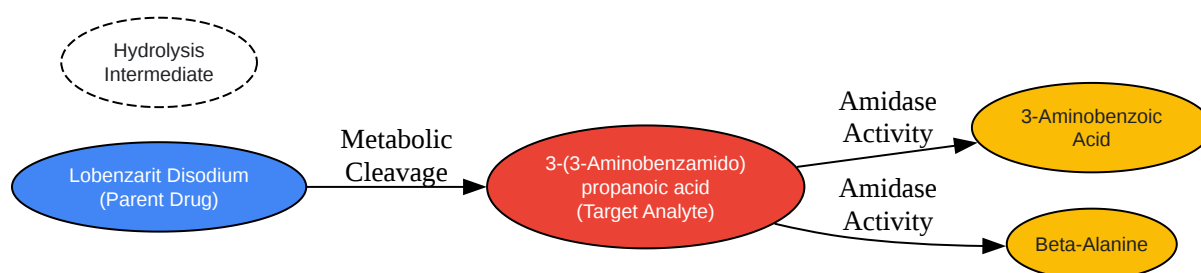 Hydrolysis
Intermediate
Lobenzarit Disodium
(Parent Drug)
Metabolic
Cleavage
3-(3-Aminobenzamido)
propanoic acid
(Target Analyte)
Amidase
Activity
Amidase
Activity
3-Aminobenzoic
Acid
Beta-Alanine